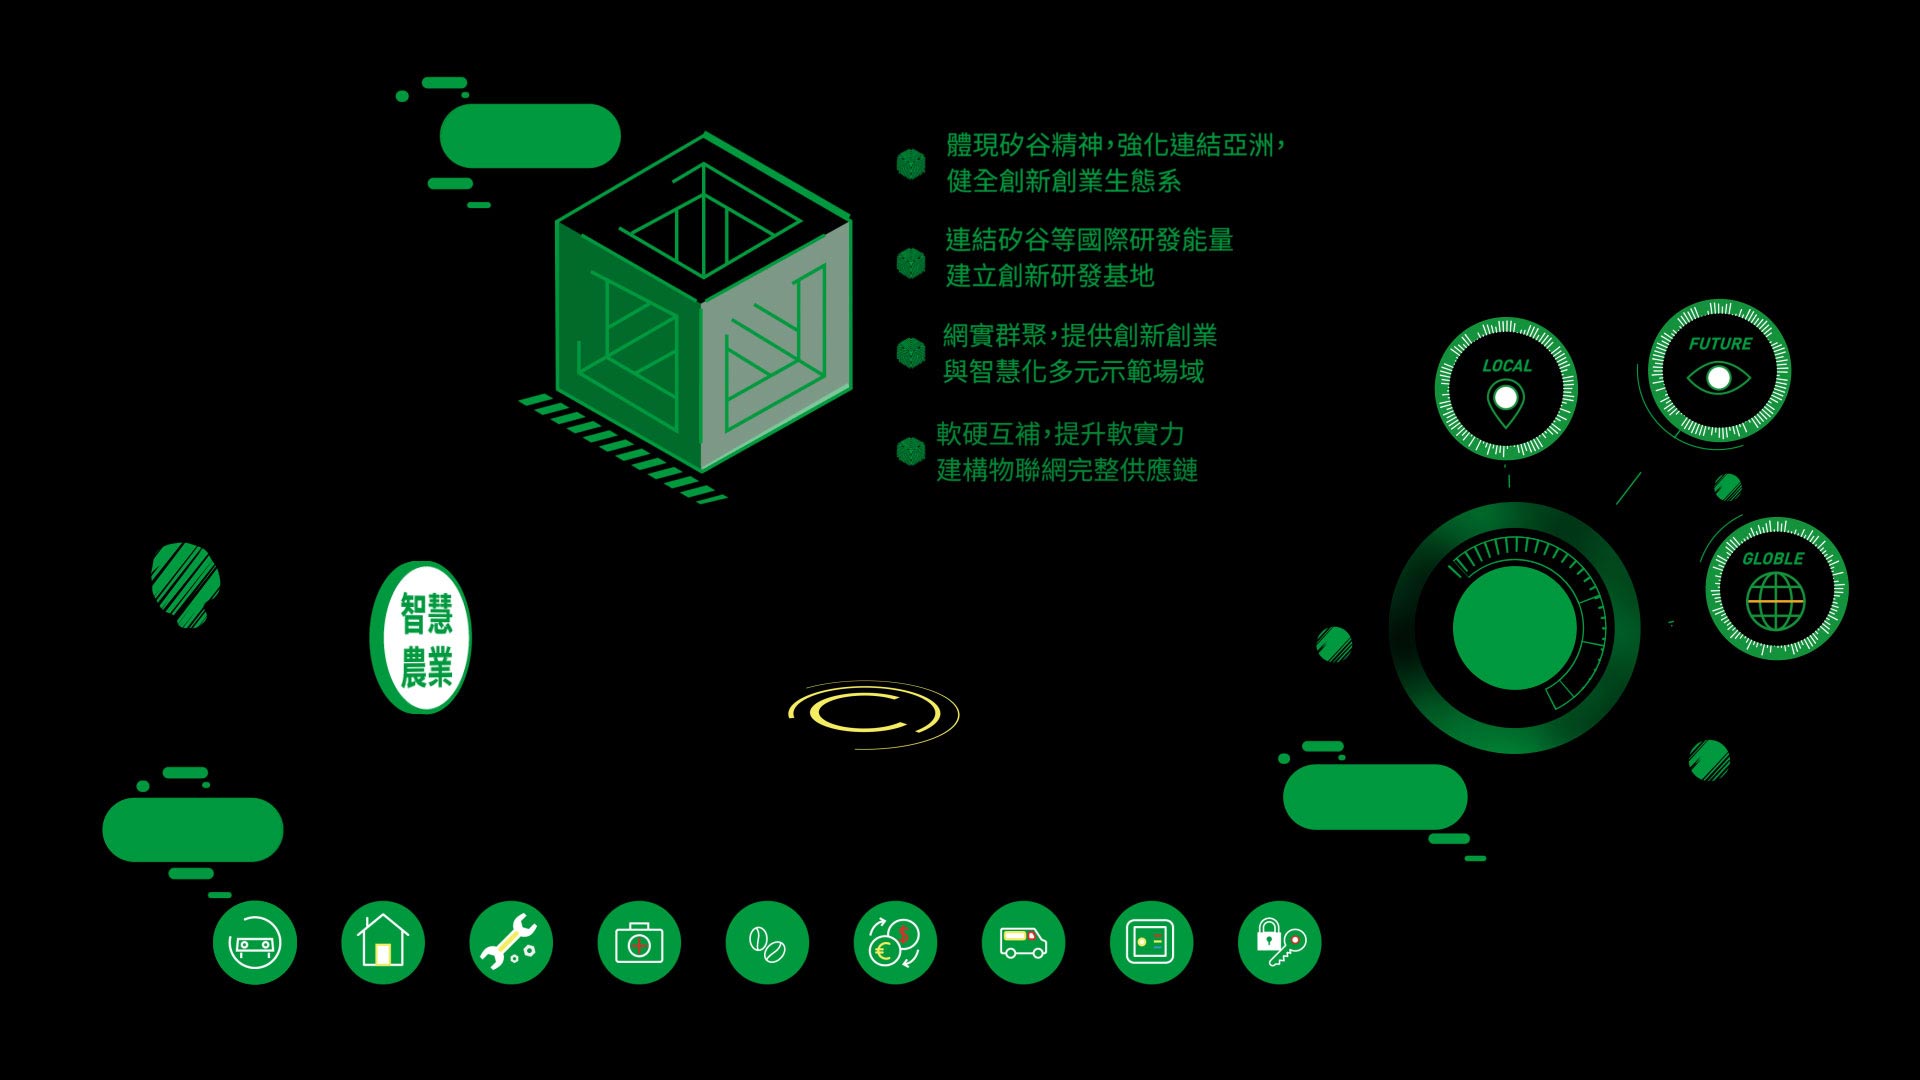 體現矽谷精神，強化連結亞洲，
健全創新創業生態系
連結矽谷等國際研發能量
建立創新研發基地
網實群聚，提供創新創業
與智慧化多元示範場域
軟硬互補，提升軟實力
建構物聯網完整供應鏈
LOCAL
FUTURE
GLOBLE
智慧
農業